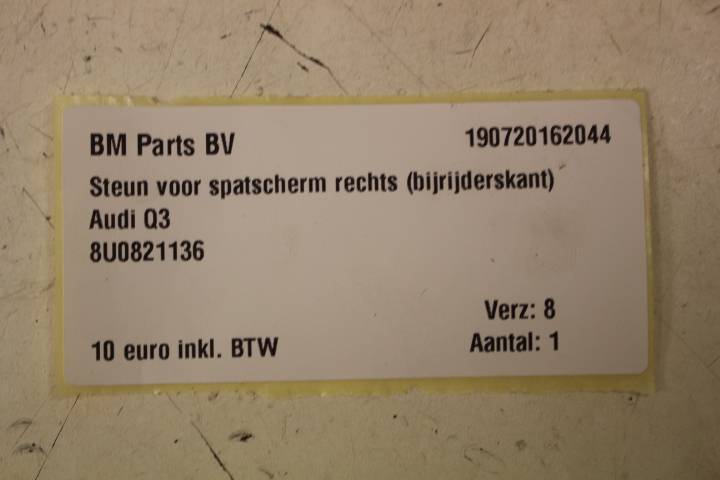 BM Parts BV 190720162044
Steun voor spatscherm rechts (bijrijderskant)
Audi Q3
8U0821136
Verz: 8
10 euro inkl. BTW Aantal: 1